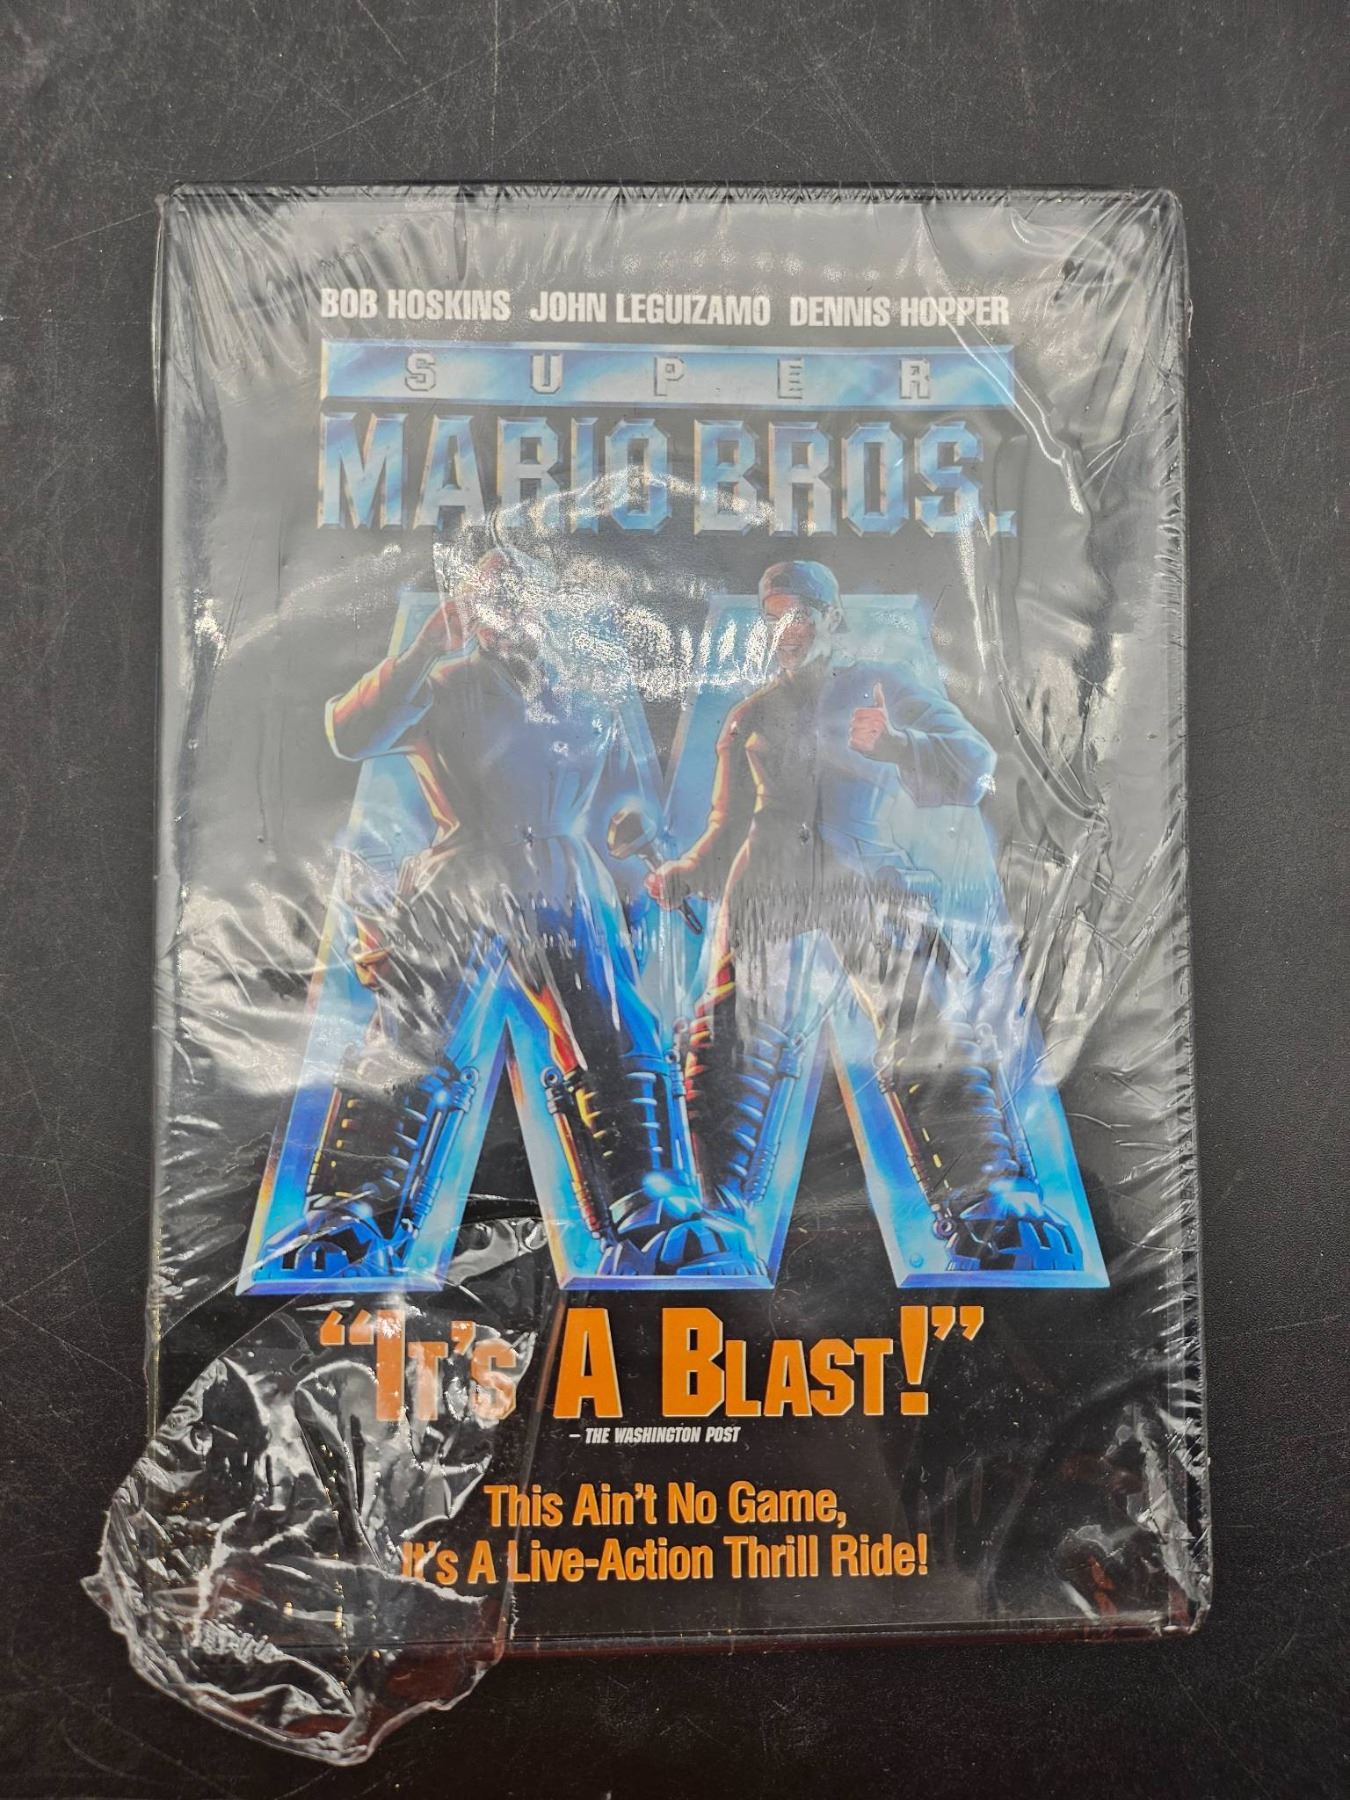 BOB HOSKINS JOHN LEGUIZAMO DENNIS HOPPER
SUPER
MARIO BROS.
“IT'S A BLAST!”
– THE WASHINGTON POST
This Ain't No Game,
It's A Live-Action Thrill Ride!